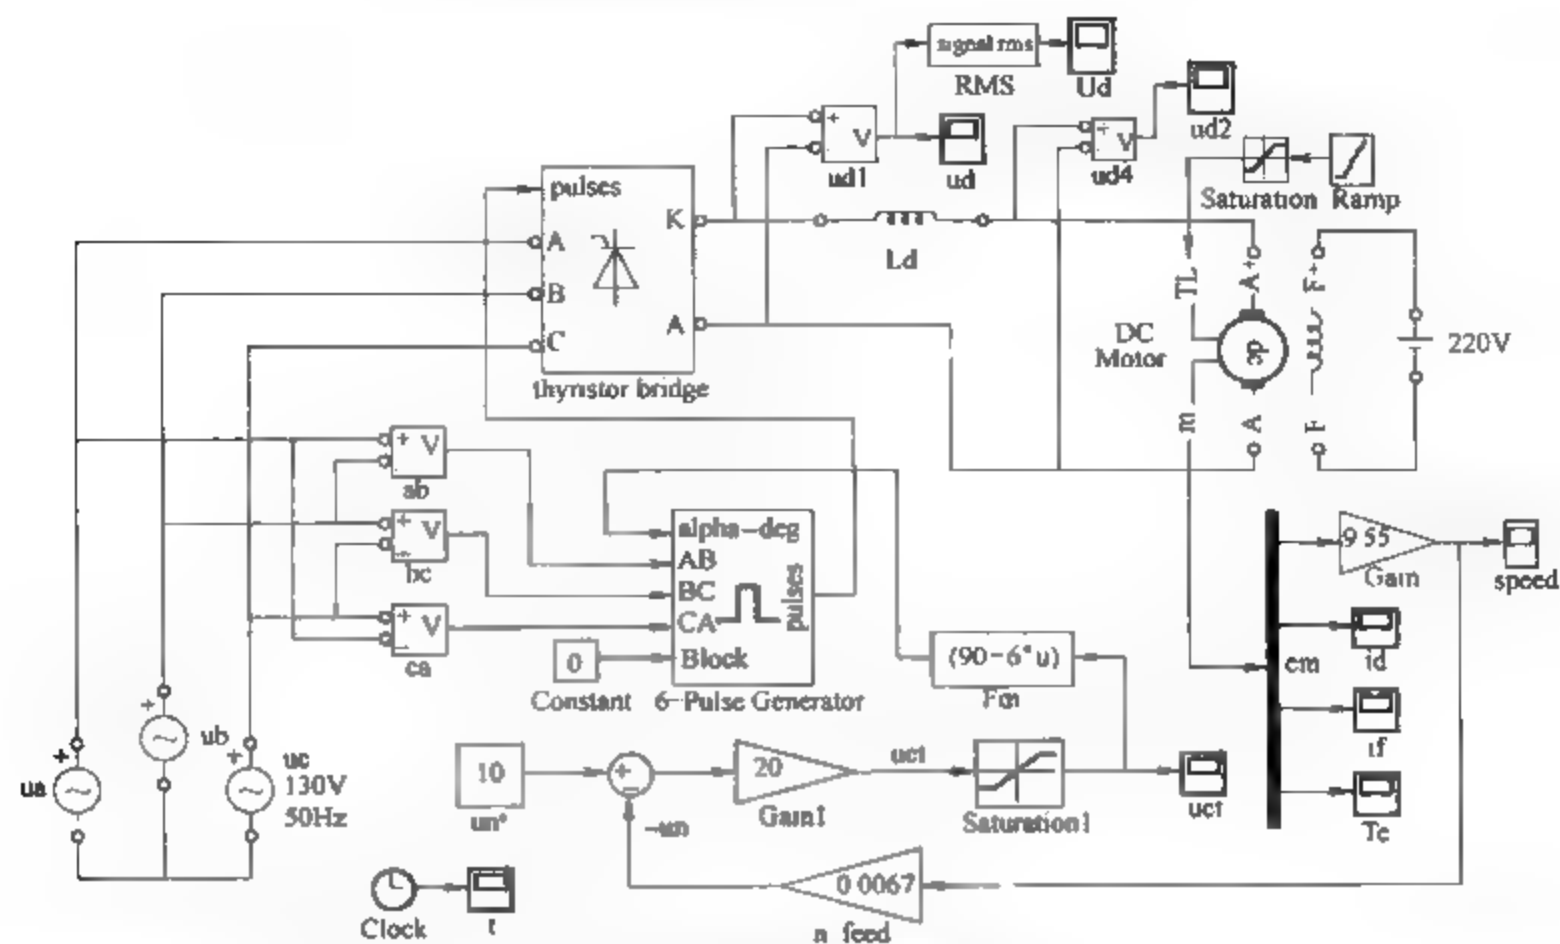 signal rms
RMS
Ud
ud2
+
V
ud1
ud
+
V
ud4
Saturation Ramp
pulses
K
A
B
C
A
thyristor bridge
Ld
TL
A+
F+
DC
Motor
dc
220V
m
A
F
+ V
ab
+ V
bc
+ V
ca
alpha-deg
AB
BC
CA
Block
pulses
6-Pulse Generator
0
Constant
(90-6*u)
Fcn
9.55
Gain
speed
em
id
if
Te
+
ua
+
ub
+
uc
130V
50Hz
10
un*
+
-
-un
20
Gain1
uct
Saturation1
uct
0.0067
n_feed
Clock
t